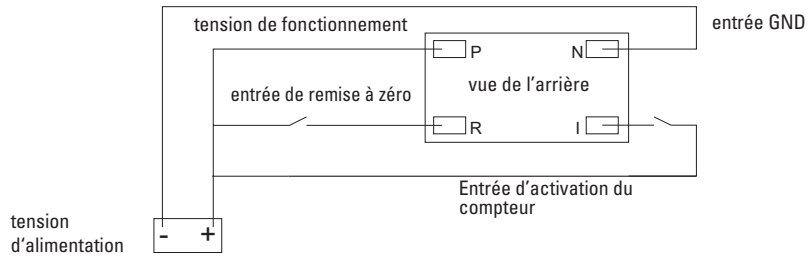 tension de fonctionnement
entrée GND
P
N
vue de l'arrière
entrée de remise à zéro
R
I
Entrée d'activation du
compteur
tension
d'alimentation
- +